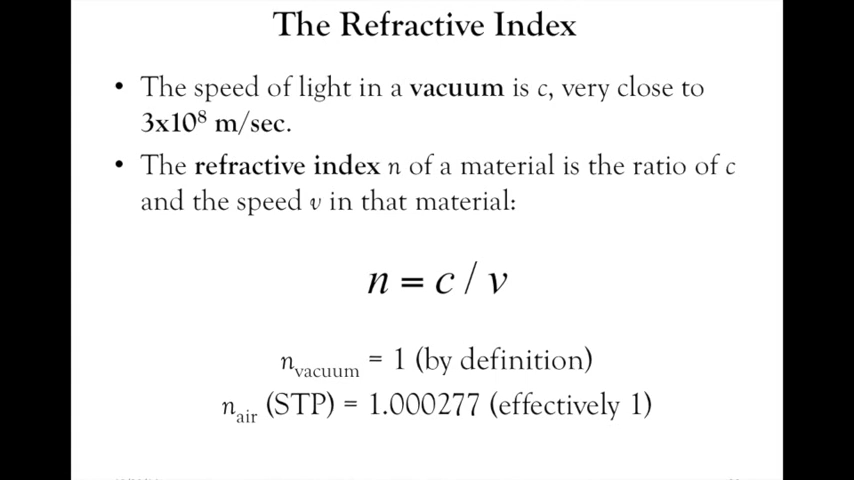 The Refractive Index
• The speed of light in a vacuum is c, very close to
3x10⁸ m/sec.
• The refractive index n of a material is the ratio of c
and the speed v in that material:
n = c / v
n_vacuum = 1 (by definition)
n_air (STP) = 1.000277 (effectively 1)